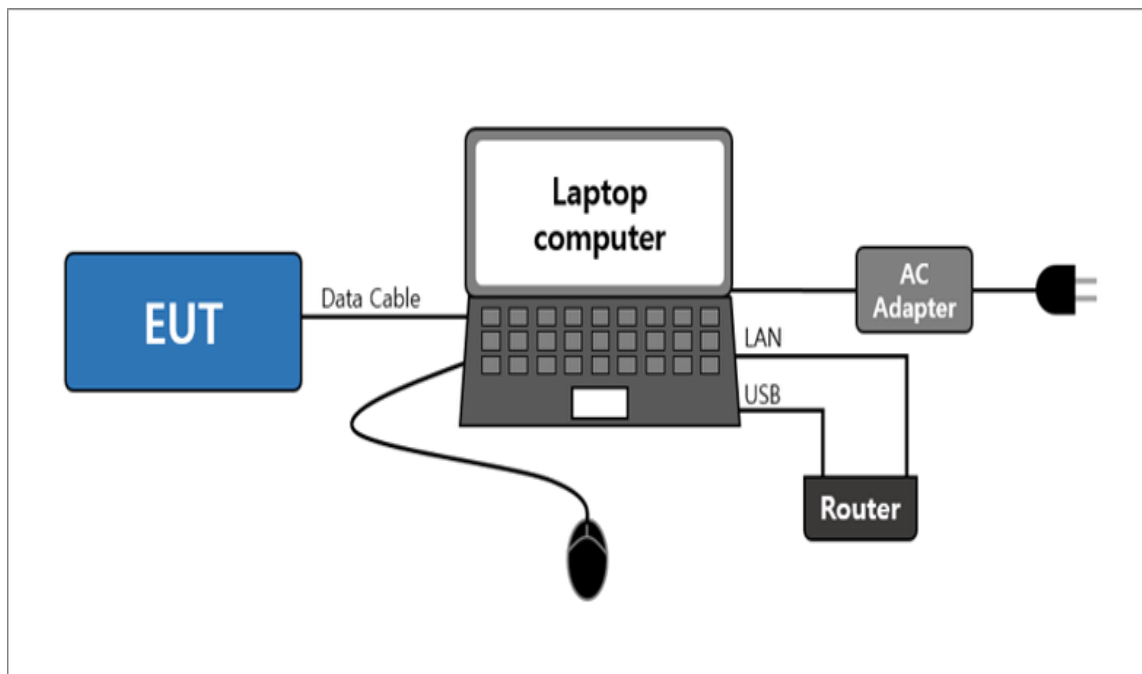 Laptop
computer
EUT
Data Cable
AC
Adapter
LAN
USB
Router